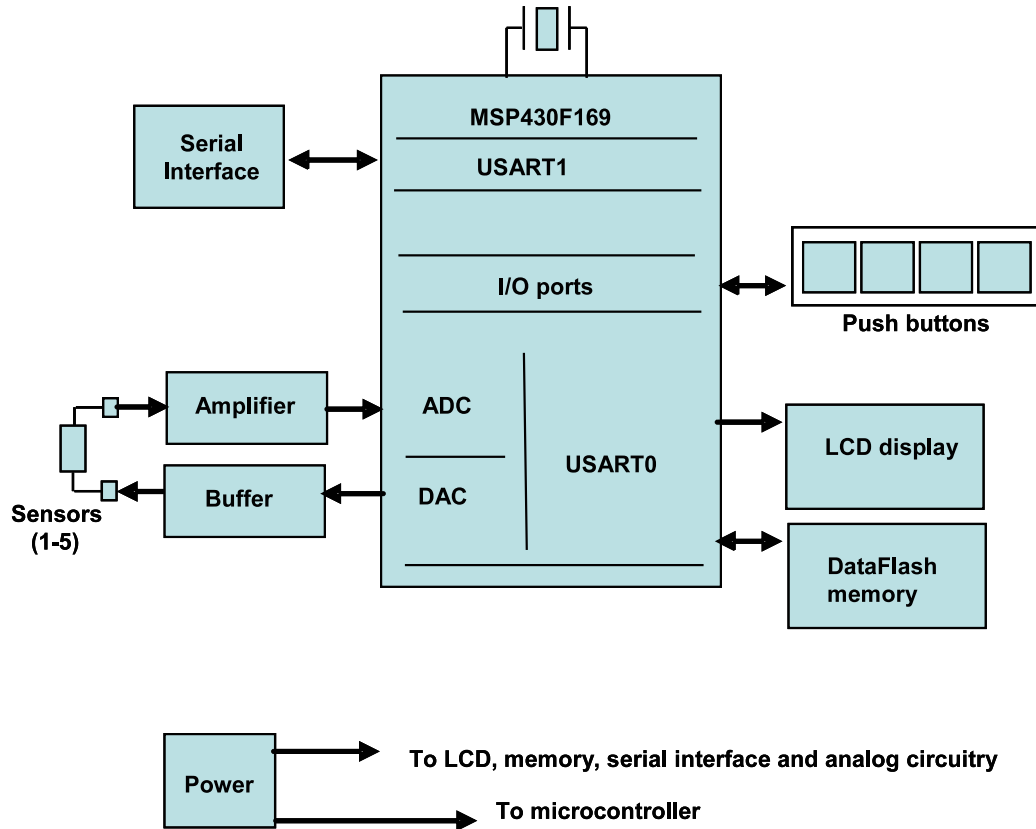 MSP430F169
Serial
Interface
USART1
I/O ports
Push buttons
Amplifier
ADC
LCD display
USART0
Buffer
DAC
Sensors
(1-5)
DataFlash
memory
Power
To LCD, memory, serial interface and analog circuitry
To microcontroller